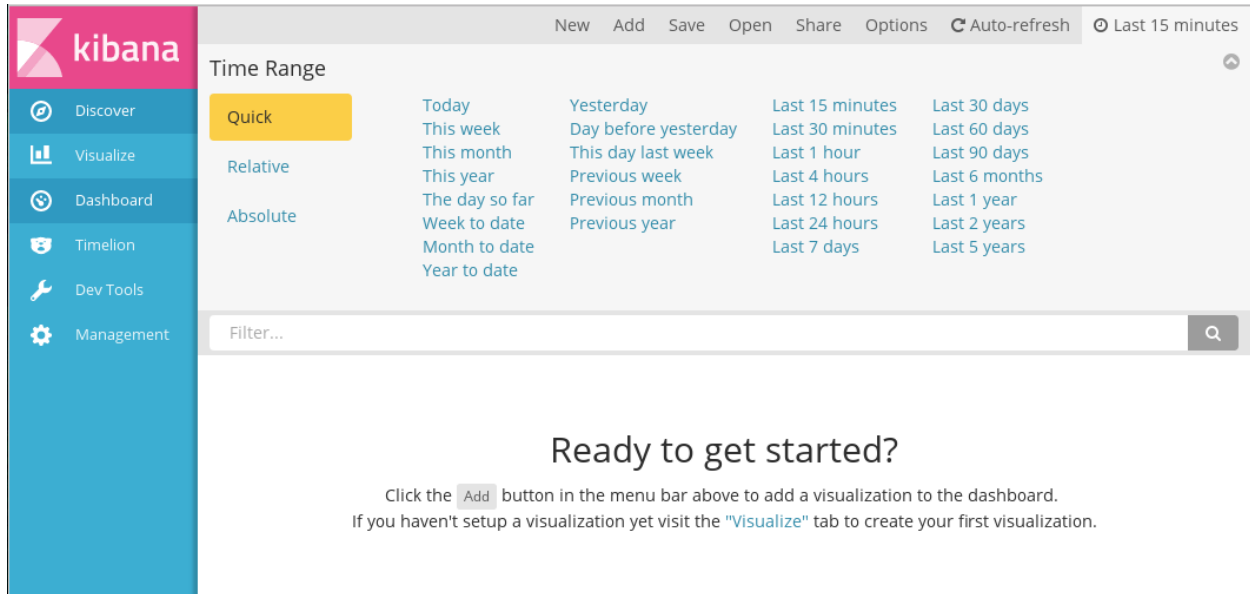 kibana
New Add Save Open Share Options Auto-refresh Last 15 minutes
Discover
Visualize
Dashboard
Timelion
Dev Tools
Management
Time Range
Quick
Relative
Absolute
Today
This week
This month
This year
The day so far
Week to date
Month to date
Year to date
Yesterday
Day before yesterday
This day last week
Previous week
Previous month
Previous year
Last 15 minutes
Last 30 minutes
Last 1 hour
Last 4 hours
Last 12 hours
Last 24 hours
Last 7 days
Last 30 days
Last 60 days
Last 90 days
Last 6 months
Last 1 year
Last 2 years
Last 5 years
Filter...
Ready to get started?
Click the Add button in the menu bar above to add a visualization to the dashboard.
If you haven't setup a visualization yet visit the "Visualize" tab to create your first visualization.